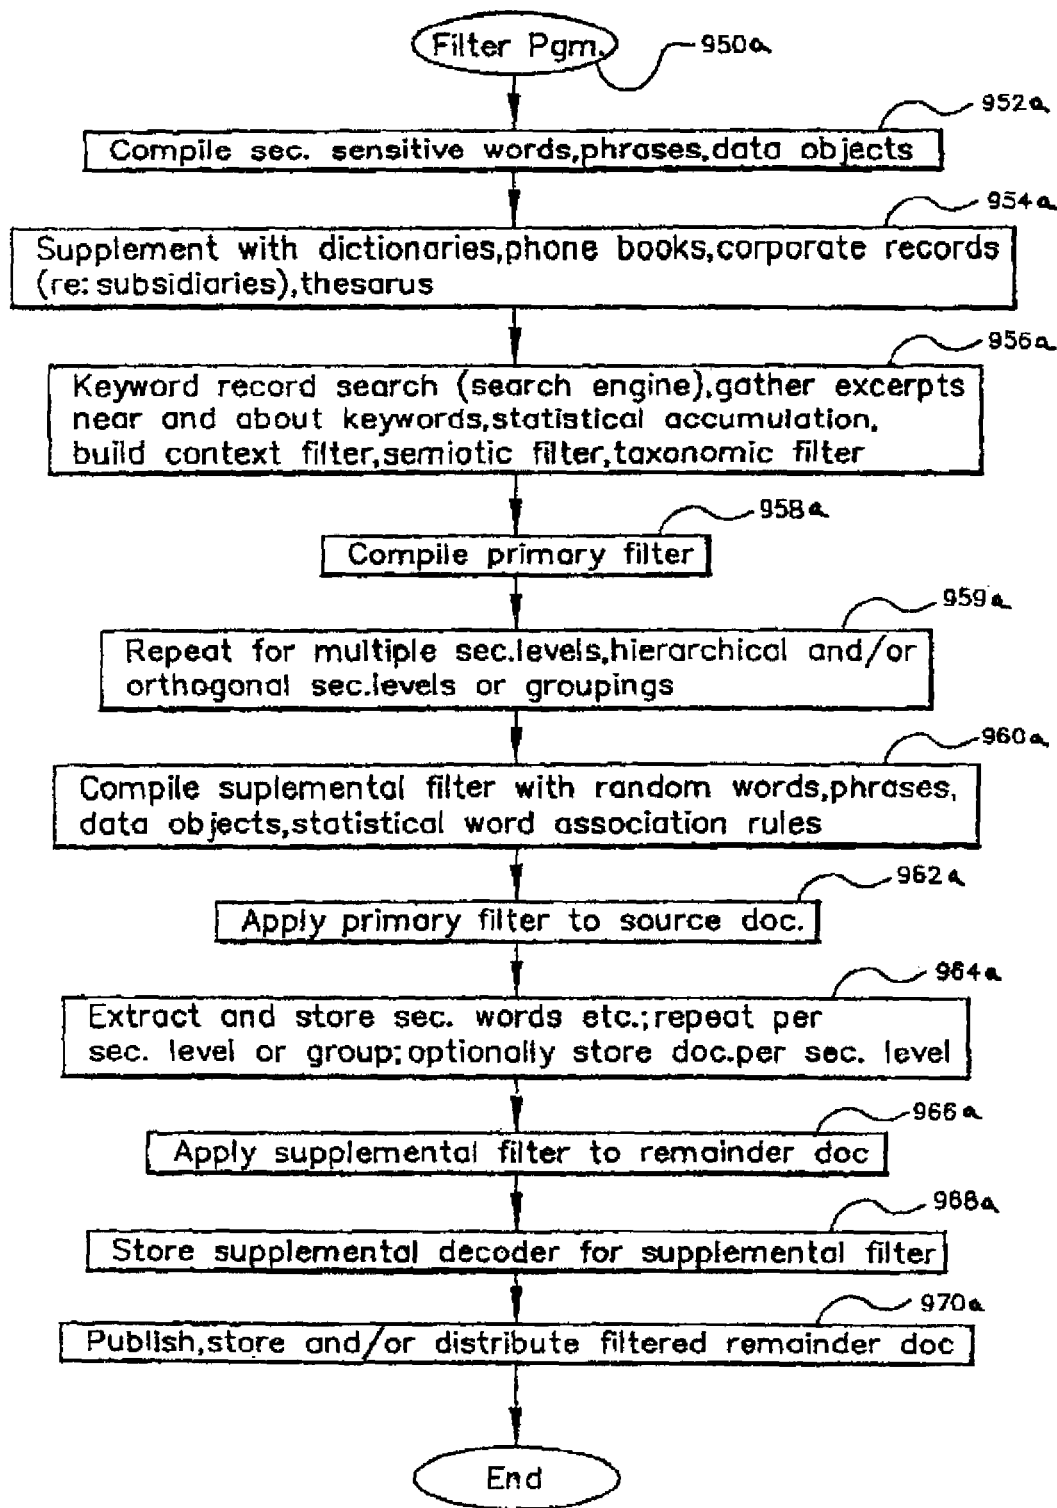 Filter Pgm.
950a
952a
Compile sec. sensitive words,phrases,data objects
954a
Supplement with dictionaries,phone books,corporate records
(re: subsidiaries),thesarus
956a
Keyword record search (search engine),gather excerpts
near and about keywords,statistical accumulation,
build context filter,semiotic filter,taxonomic filter
958a
Compile primary filter
959a
Repeat for multiple sec.levels,hierarchical and/or
orthogonal sec.levels or groupings
960a
Compile suplemental filter with random words,phrases,
data objects,statistical word association rules
962a
Apply primary filter to source doc.
964a
Extract and store sec. words etc.;repeat per
sec. level or group;optionally store doc.per sec. level
966a
Apply supplemental filter to remainder doc
968a
Store supplemental decoder for supplemental filter
970a
Publish,store and/or distribute filtered remainder doc
End